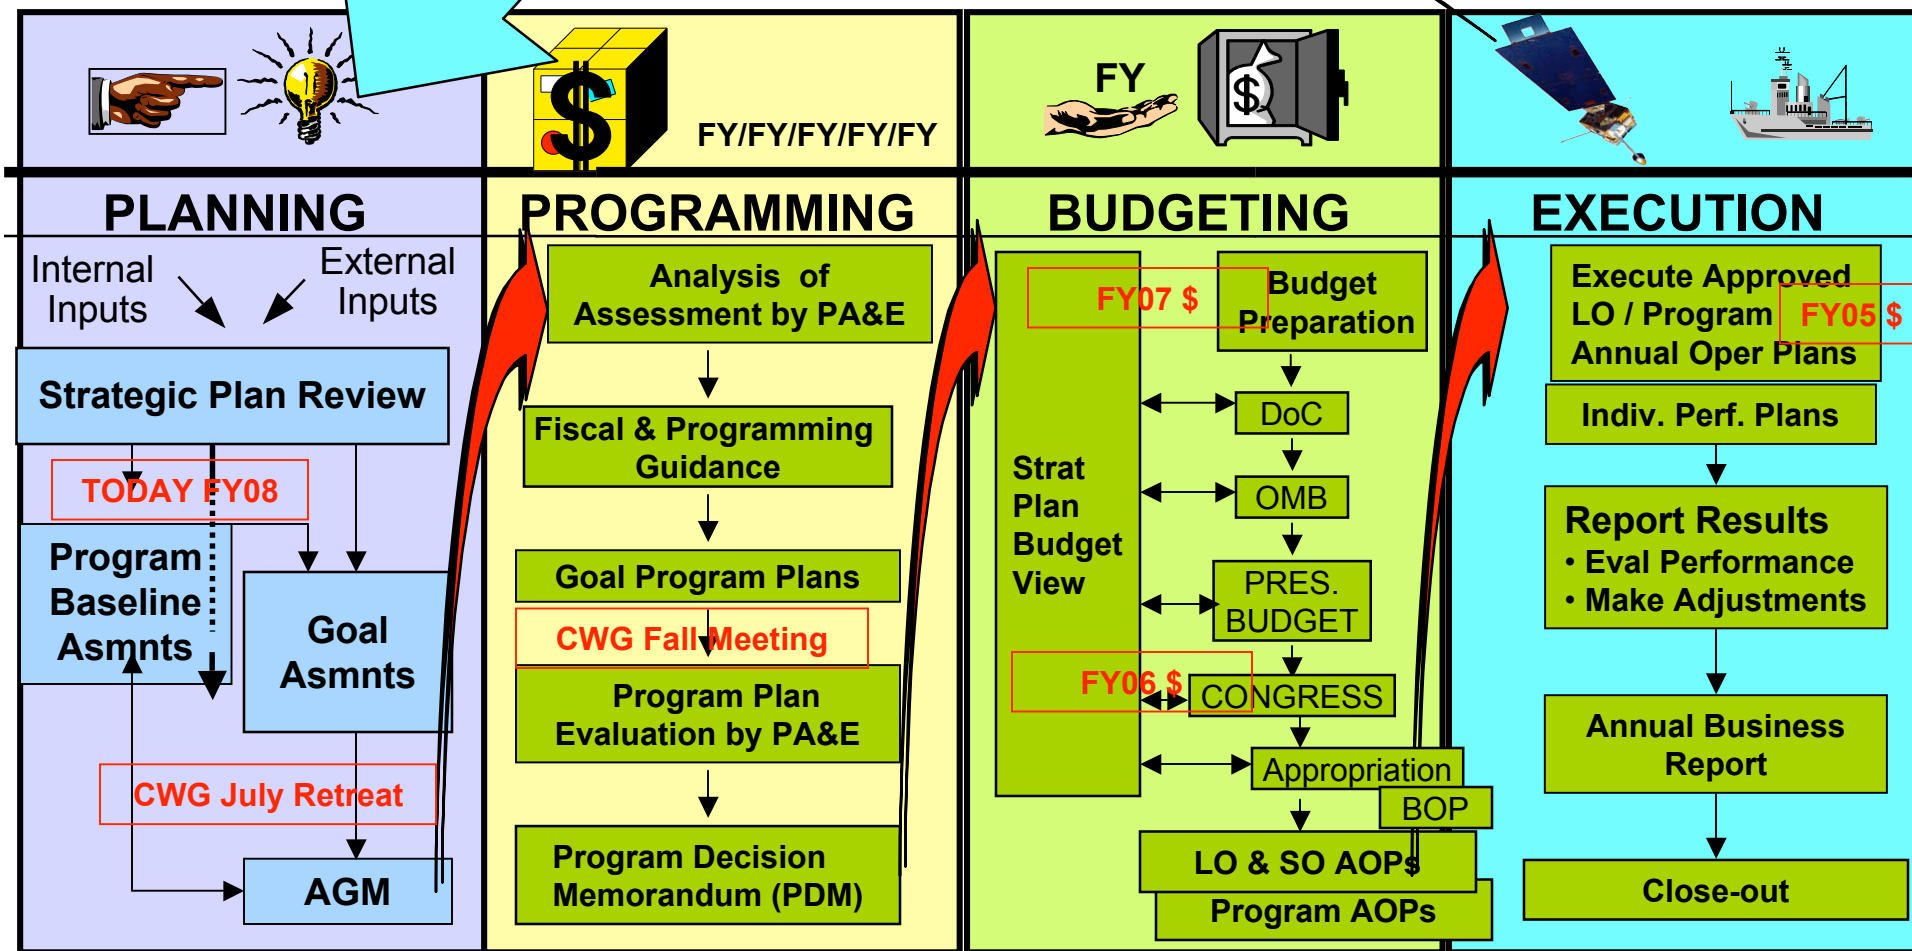 $
FY/FY/FY/FY/FY
FY
$
PLANNING
PROGRAMMING
BUDGETING
EXECUTION
Internal
Inputs
External
Inputs
Strategic Plan Review
TODAY FY08
Program
Baseline
Asmnts
Goal
Asmnts
CWG July Retreat
AGM
Analysis of
Assessment by PA&E
Fiscal & Programming
Guidance
Goal Program Plans
CWG Fall Meeting
Program Plan
Evaluation by PA&E
Program Decision
Memorandum (PDM)
Strat
Plan
Budget
View
FY07 $
Budget
Preparation
DoC
OMB
PRES.
BUDGET
FY06 $
CONGRESS
Appropriation
BOP
LO & SO AOPs
Program AOPs
Execute Approved
LO / Program
Annual Oper Plans
FY05 $
Indiv. Perf. Plans
Report Results
• Eval Performance
• Make Adjustments
Annual Business
Report
Close-out